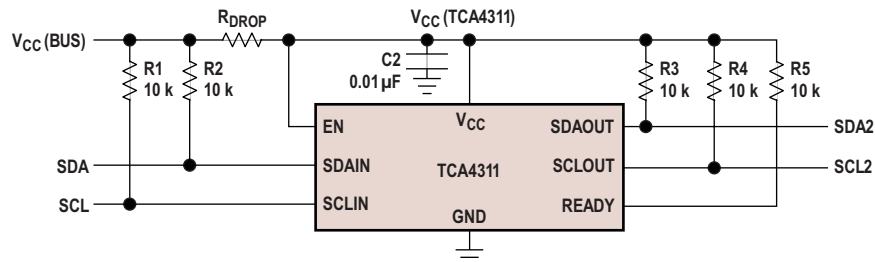 RDROP
VCC (TCA4311)
VCC (BUS)
C2
0.01 µF
R1
10 k
R2
10 k
R3
10 k
R4
10 k
R5
10 k
EN
VCC
SDAOUT
SDA2
SDA
SDAIN
TCA4311
SCLOUT
SCL2
SCL
SCLIN
GND
READY